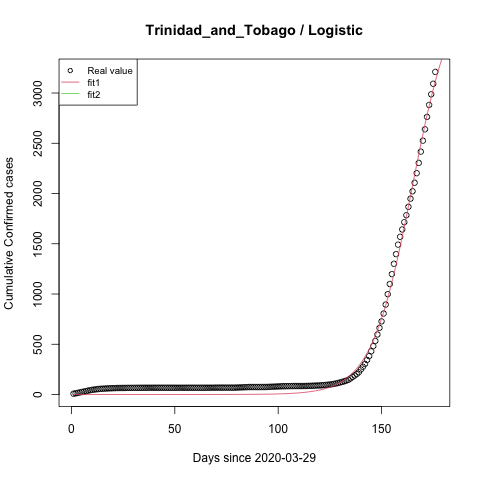 Trinidad_and_Tobago / Logistic
Real value
fit1
fit2
Cumulative Confirmed cases
3000
2500
2000
1500
1000
500
0
0 50 100 150
Days since 2020-03-29